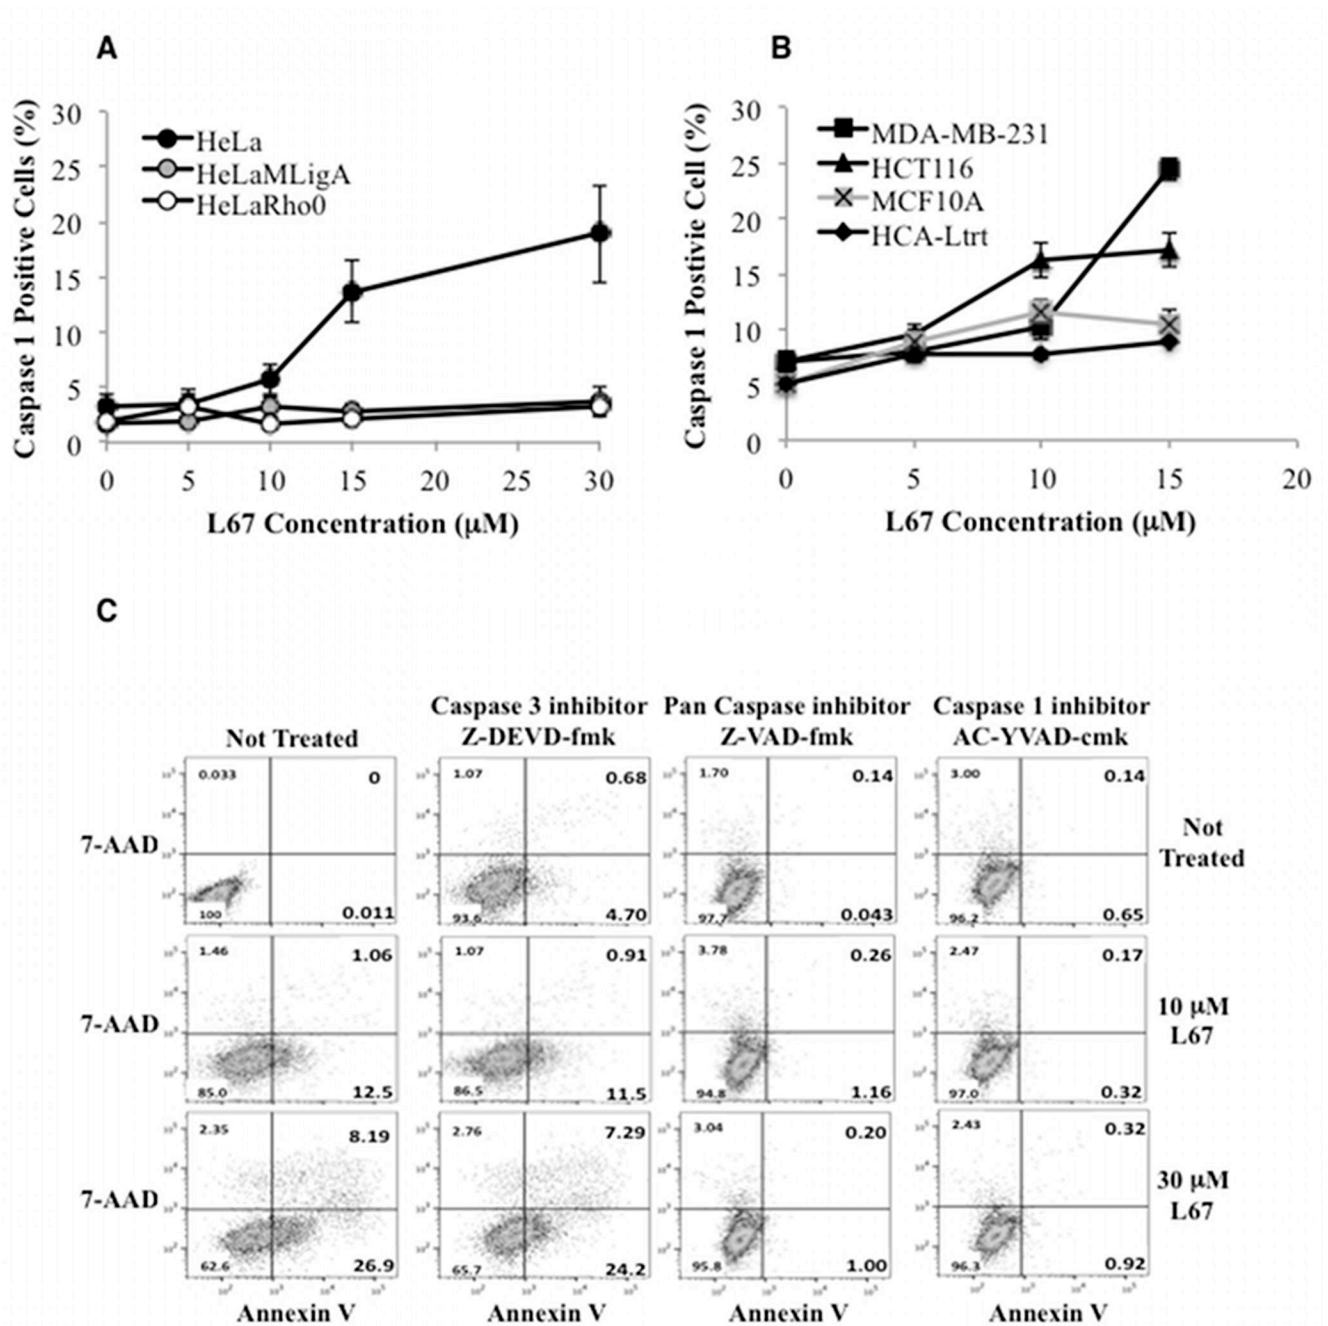 A
B
Caspase 1 Positive Cells (%)
30
25
20
15
10
5
0
HeLa
HeLaMLigA
HeLaRho0
0 5 10 15 20 25 30
L67 Concentration (μM)
Caspase 1 Postivie Cell (%)
30
25
20
15
10
5
0
MDA-MB-231
HCT116
MCF10A
HCA-Ltrt
0 5 10 15 20
L67 Concentration (μM)
C
Not Treated
Caspase 3 inhibitor
Z-DEVD-fmk
Pan Caspase inhibitor
Z-VAD-fmk
Caspase 1 inhibitor
AC-YVAD-cmk
7-AAD
0.033 0
100 0.011
1.07 0.68
93.6 4.70
1.70 0.14
97.7 0.043
3.00 0.14
96.2 0.65
Not
Treated
7-AAD
1.46 1.06
85.0 12.5
1.07 0.91
86.5 11.5
3.78 0.26
94.8 1.16
2.47 0.17
97.0 0.32
10 μM
L67
7-AAD
2.35 8.19
62.6 26.9
2.76 7.29
65.7 24.2
3.04 0.20
95.8 1.00
2.43 0.32
96.3 0.92
30 μM
L67
Annexin V Annexin V Annexin V Annexin V